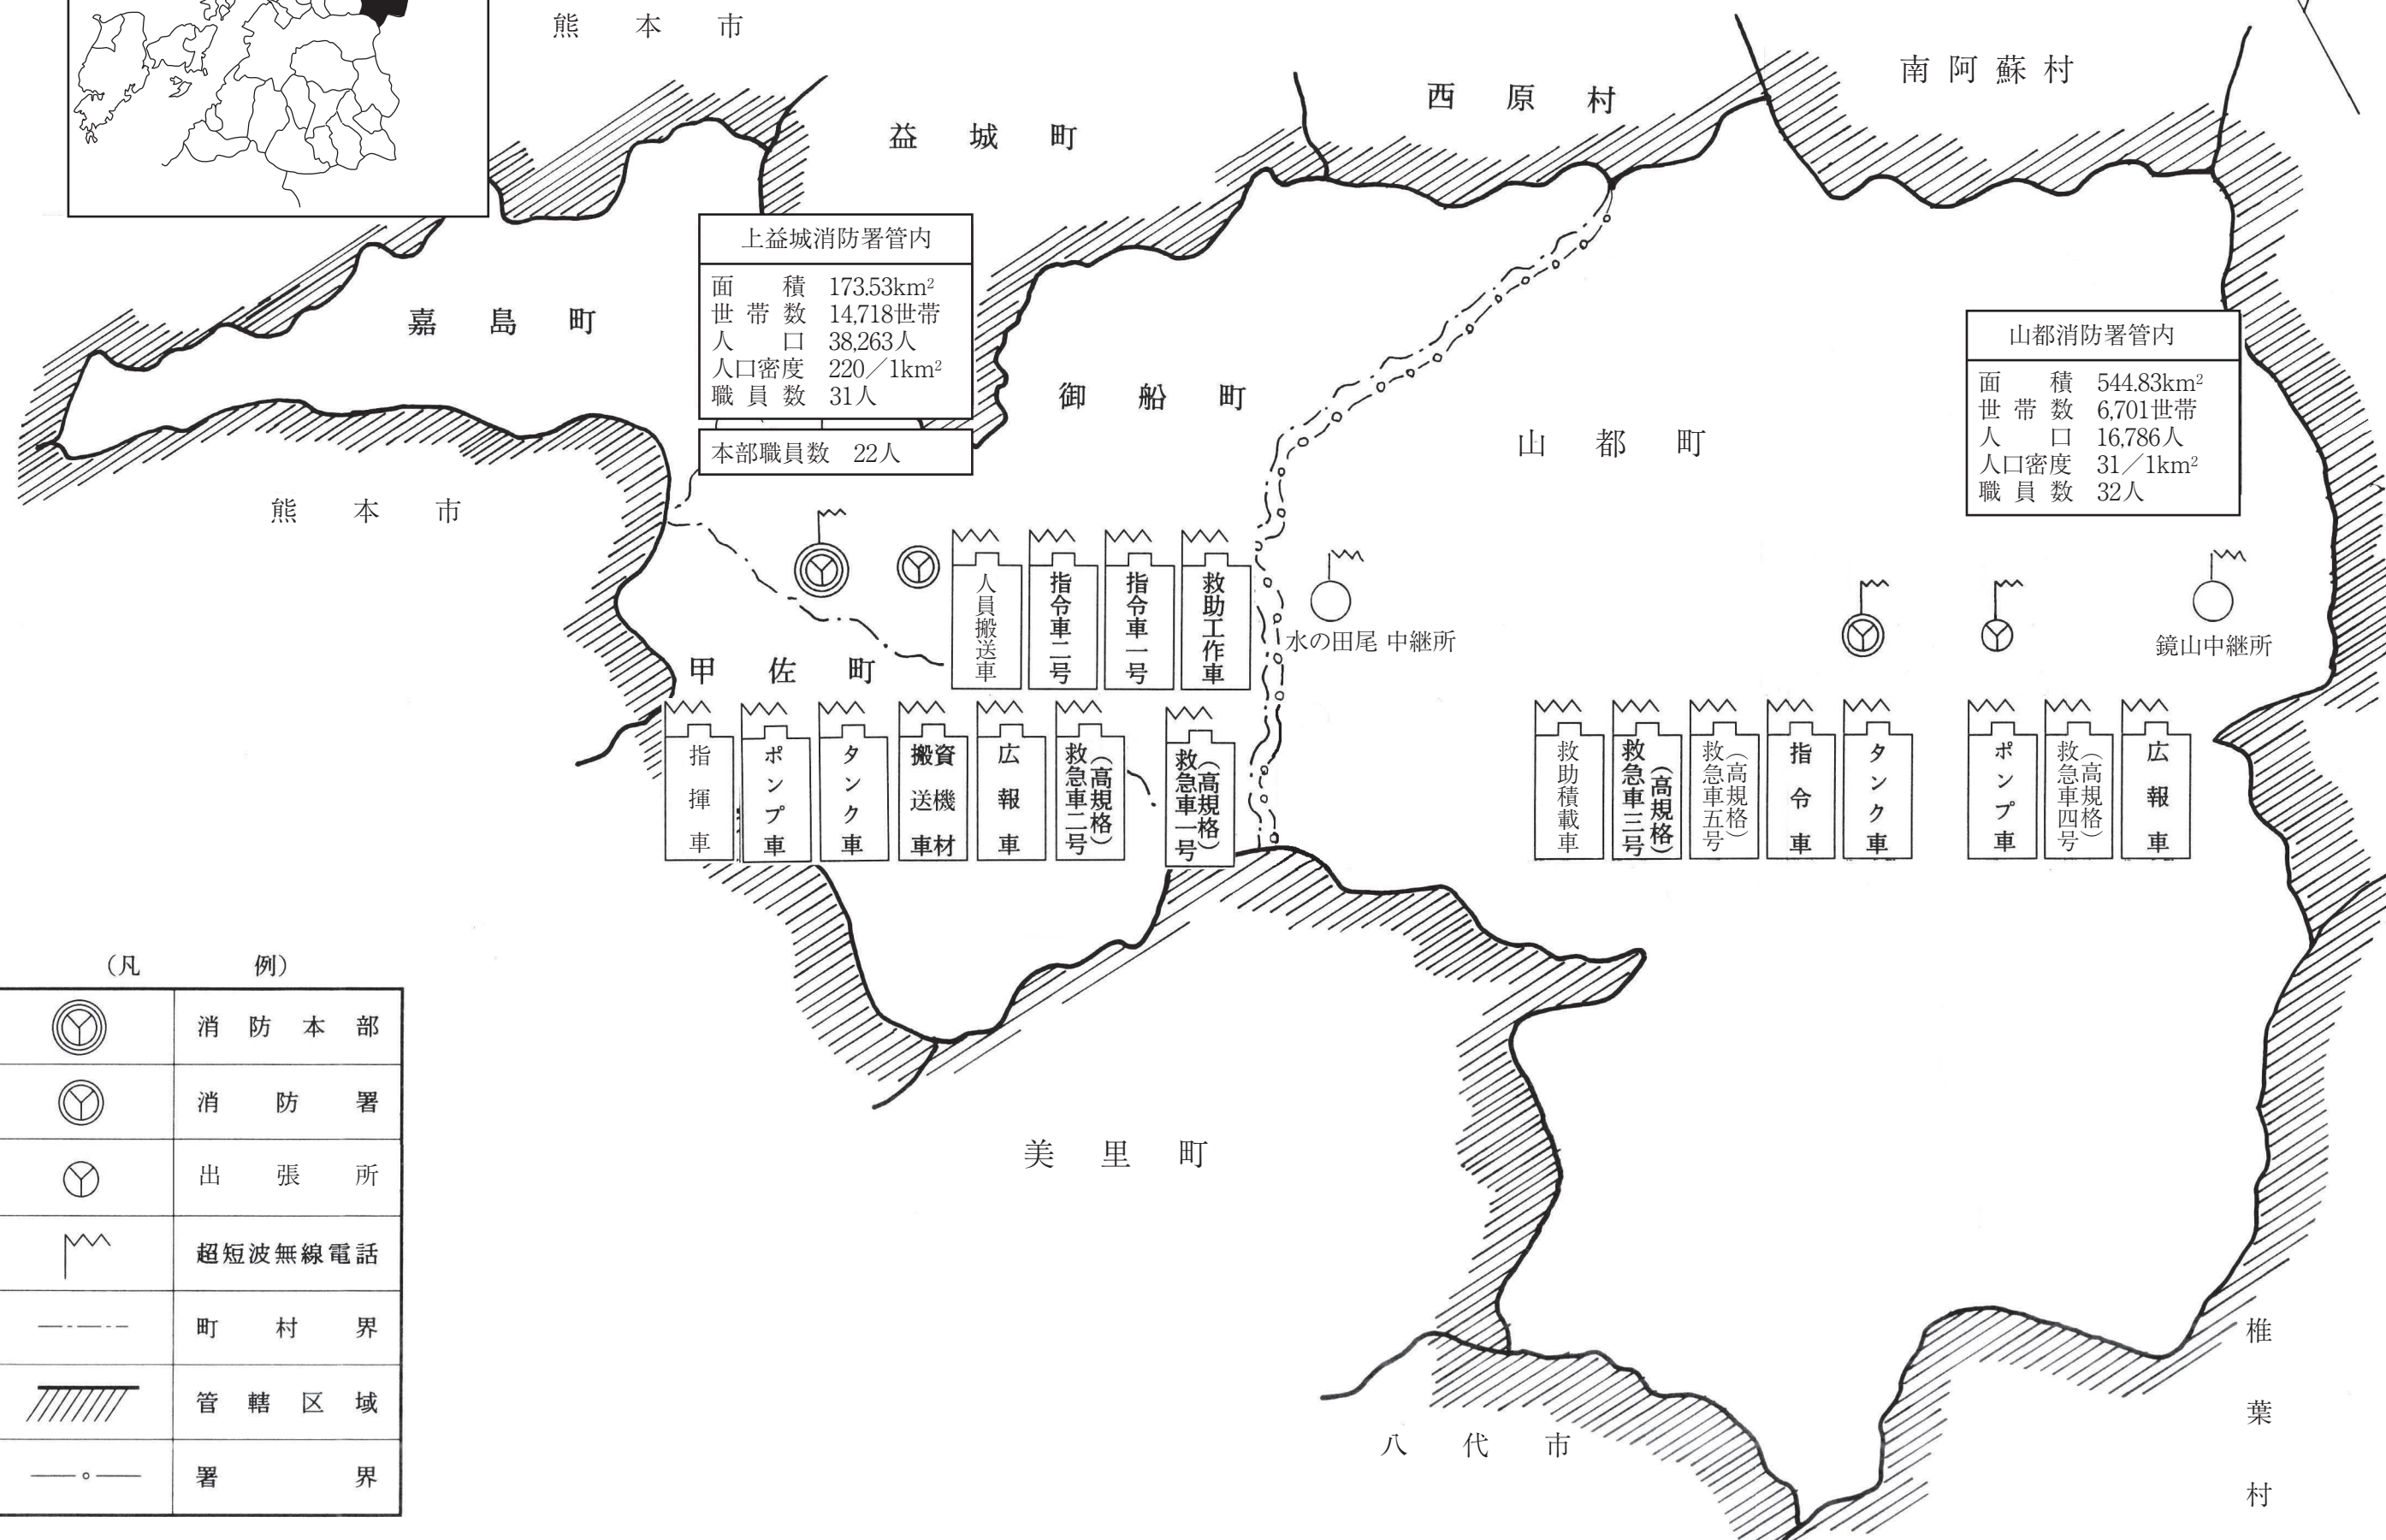 熊本市
南阿蘇村
西原村
益城町
上益城消防署管内
面積 173.53km²
世帯数 14,718世帯
人口 38,263人
人口密度 220／1km²
職員数 31人
本部職員数 22人
嘉島町
御船町
山都町
山都消防署管内
面積 544.83km²
世帯数 6,701世帯
人口 16,786人
人口密度 31／1km²
職員数 32人
熊本市
人員搬送車
指令車二号
指令車一号
救助工作車
水の田尾 中継所
鏡山中継所
甲佐町
指揮車
ポンプ車
タンク車
資機材搬送車
広報車
救急車二号（高規格）
救急車一号（高規格）
救助積載車
救急車三号（高規格）
救急車五号（高規格）
指令車
タンク車
ポンプ車
救急車四号（高規格）
広報車
（凡例）
消防本部
消防署
出張所
超短波無線電話
町村界
管轄区域
署界
美里町
八代市
椎葉村